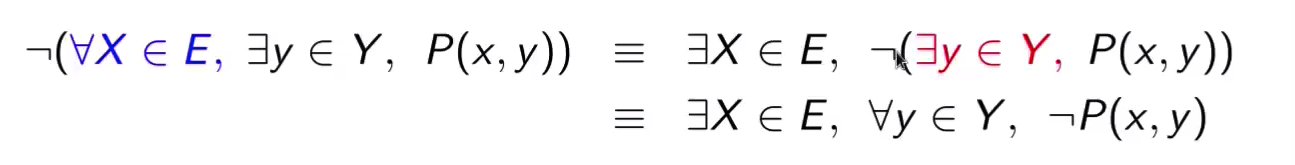 ¬(∀X ∈ E, ∃y ∈ Y, P(x, y)) ≡ ∃X ∈ E, ¬(∃y ∈ Y, P(x, y))
≡ ∃X ∈ E, ∀y ∈ Y, ¬P(x, y)